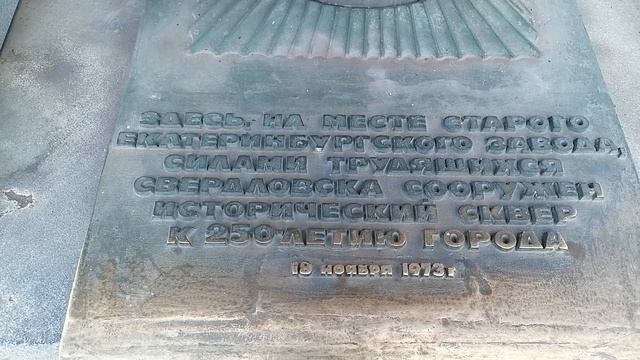 ЗДЕСЬ, НА МЕСТЕ СТАРОГО
ЕКАТЕРИНБУРГСКОГО ЗАВОДА,
СИЛАМИ ТРУДЯЩИХСЯ
СВЕРДЛОВСКА СООРУЖЕН
ИСТОРИЧЕСКИЙ СКВЕР
К 250-ЛЕТИЮ ГОРОДА
18 ноября 1973 г